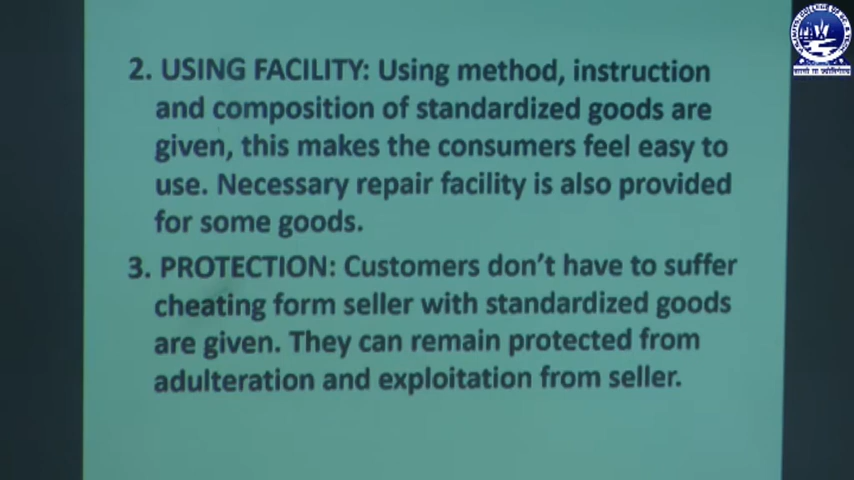 2. USING FACILITY: Using method, instruction
and composition of standardized goods are
given, this makes the consumers feel easy to
use. Necessary repair facility is also provided
for some goods.
3. PROTECTION: Customers don't have to suffer
cheating form seller with standardized goods
are given. They can remain protected from
adulteration and exploitation from seller.